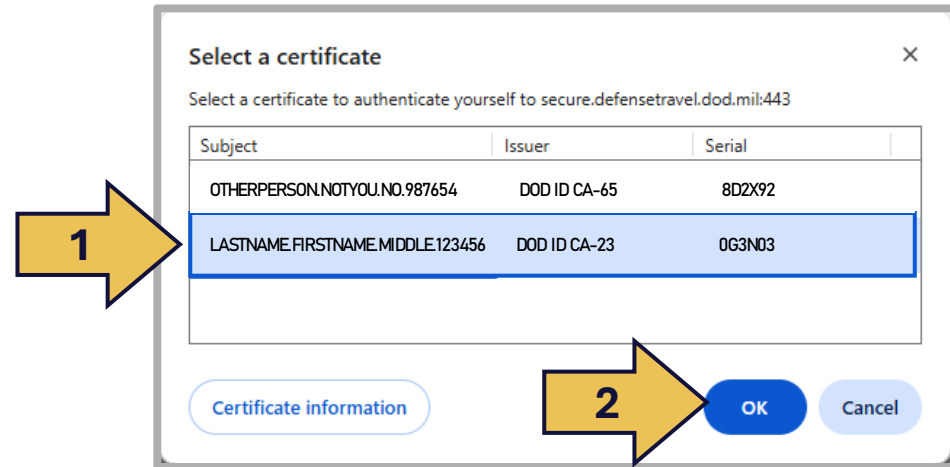 Select a certificate
Select a certificate to authenticate yourself to secure.defensetravel.dod.mil:443
Subject Issuer Serial
OTHERPERSON.NOTYOU.NO.987654 DOD ID CA-65 8D2X92
1
LASTNAME.FIRSTNAME.MIDDLE.123456 DOD ID CA-23 0G3N03
Certificate information
2
OK
Cancel